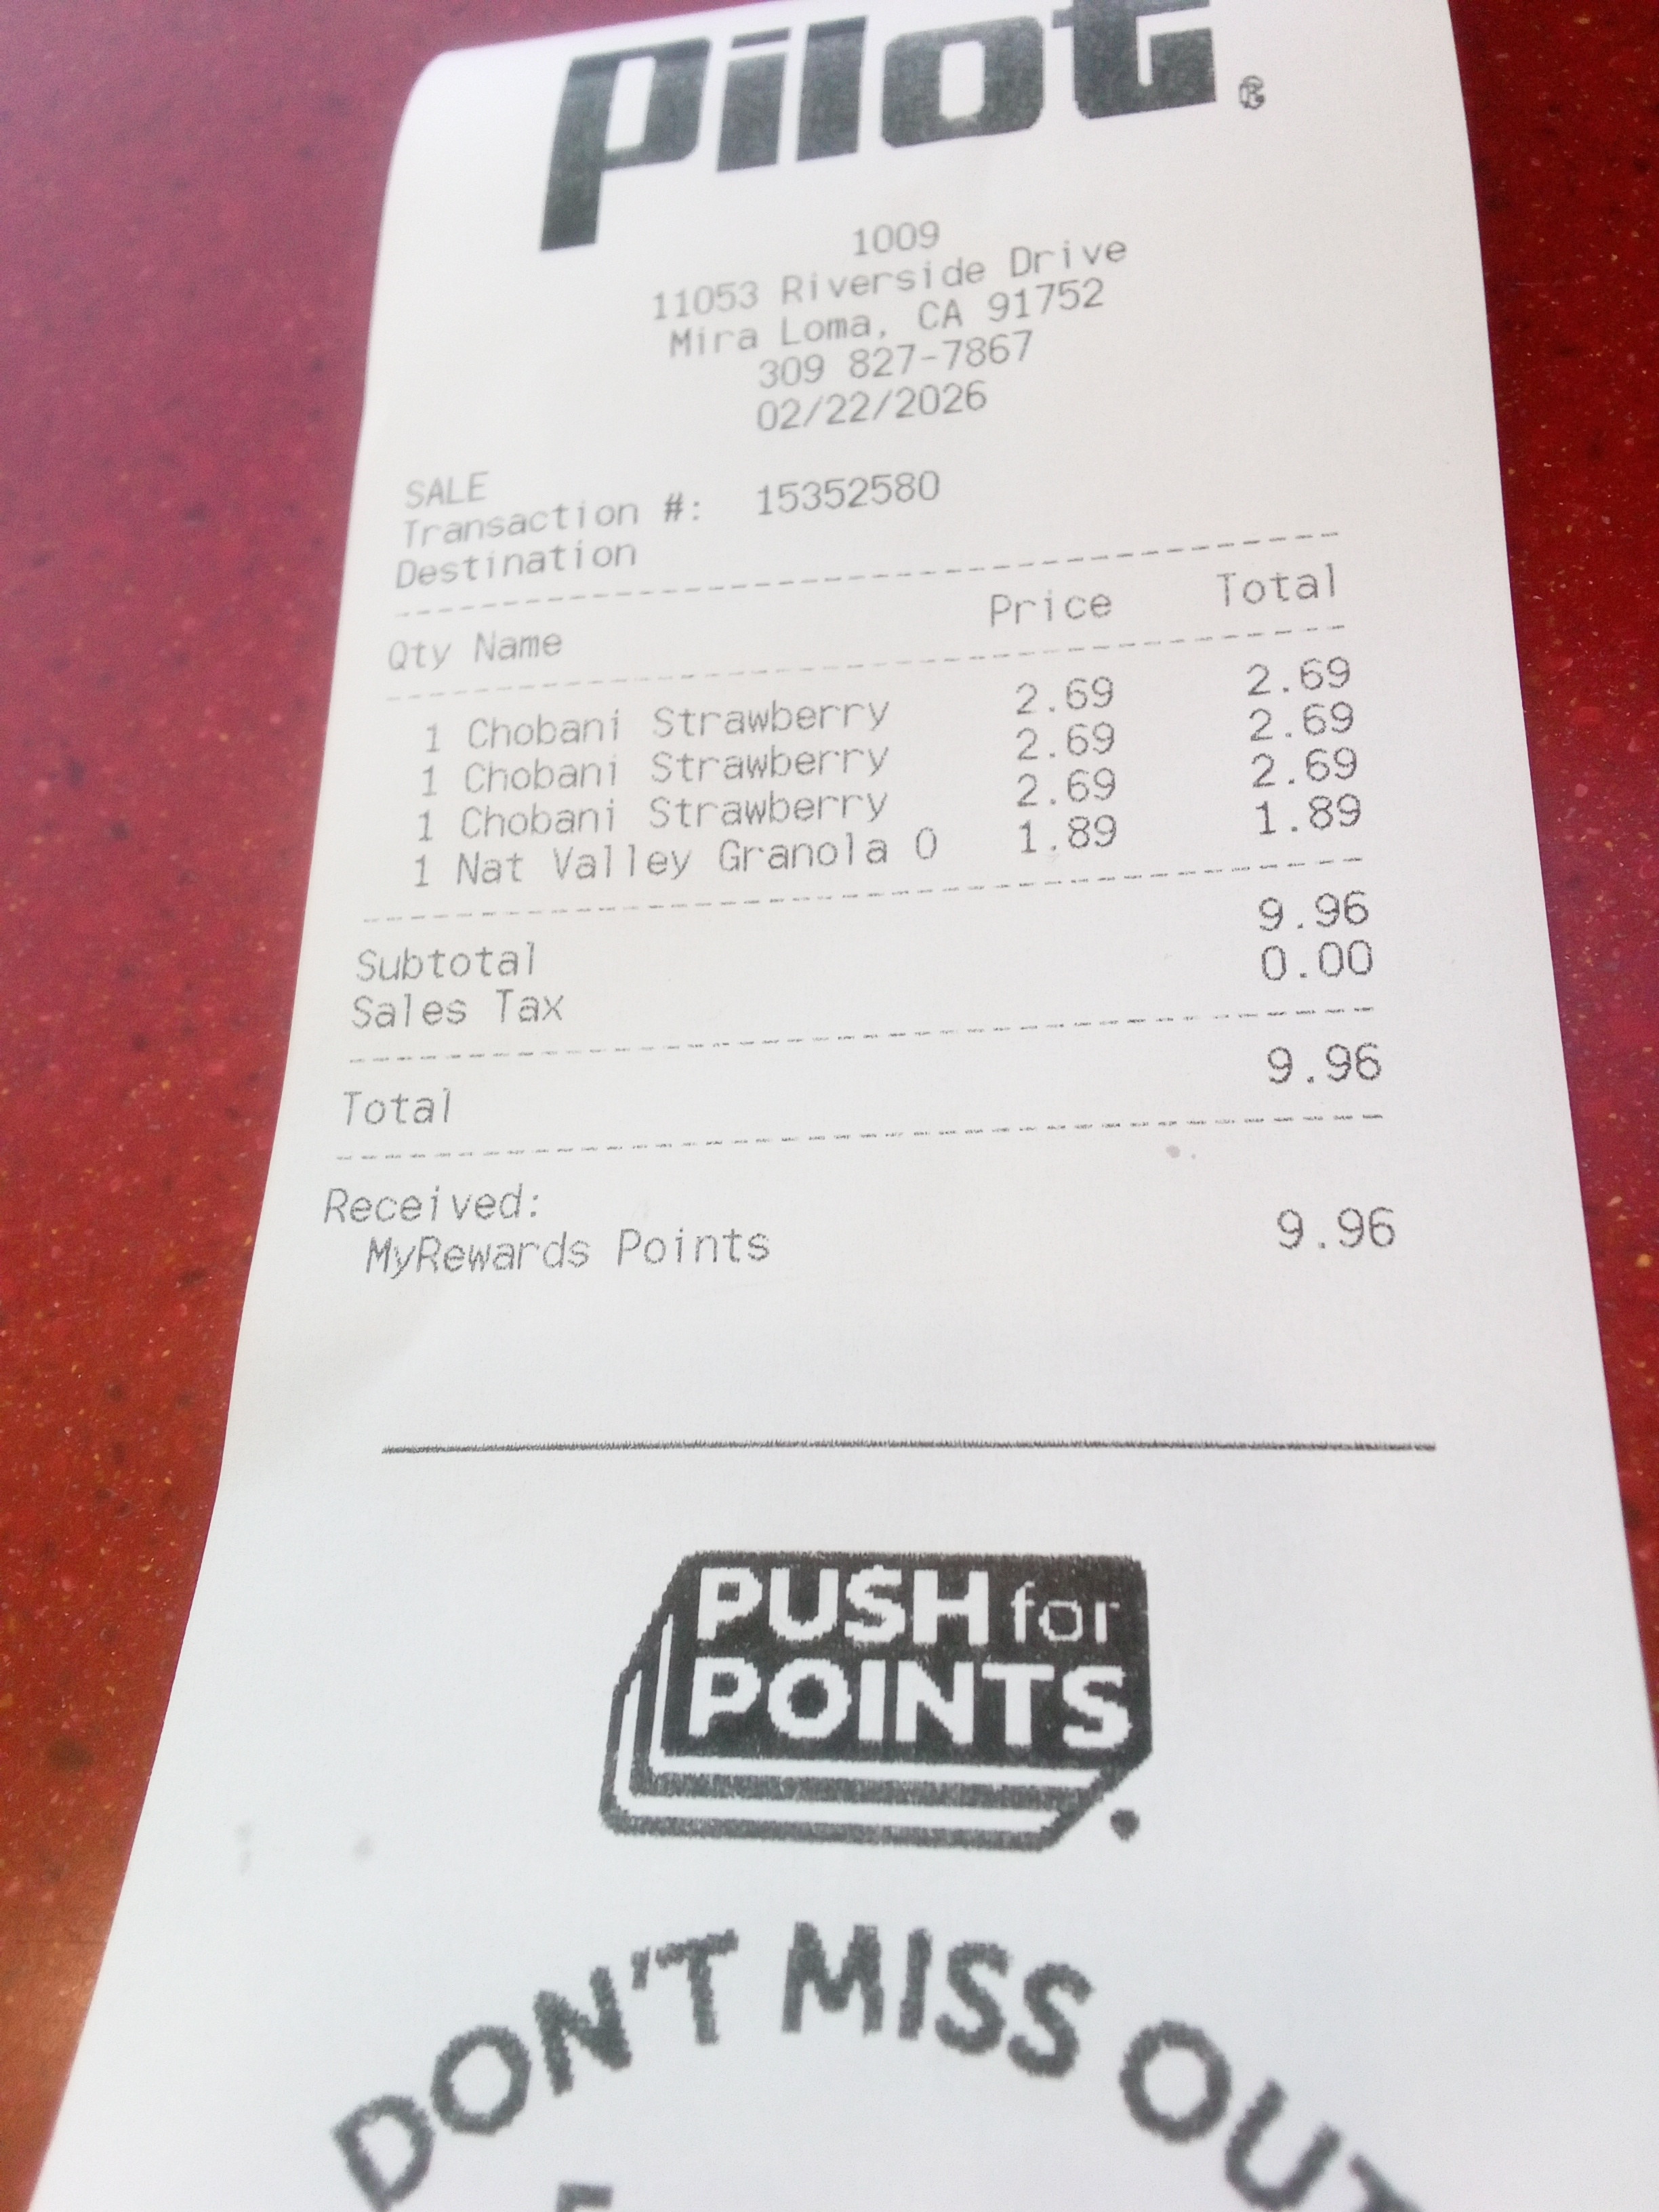 Pilot®
1009
11053 Riverside Drive
Mira Loma, CA 91752
309 827-7867
02/22/2026
SALE
Transaction #: 15352580
Destination
Qty Name Price Total
1 Chobani Strawberry 2.69 2.69
1 Chobani Strawberry 2.69 2.69
1 Chobani Strawberry 2.69 2.69
1 Nat Valley Granola O 1.89 1.89
Subtotal 9.96
Sales Tax 0.00
Total 9.96
Received:
MyRewards Points 9.96
PUSH for
POINTS
DON'T MISS OUT